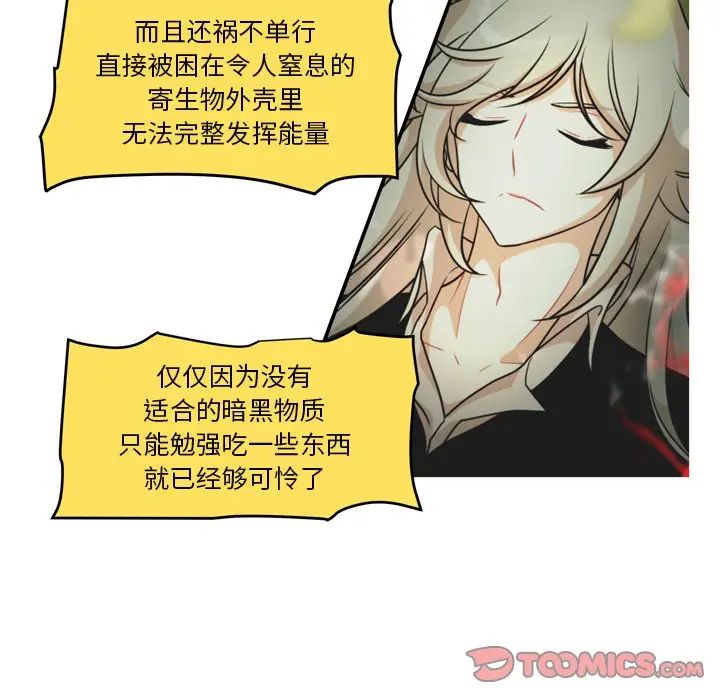 而且还祸不单行
直接被困在令人窒息的
寄生物外壳里
无法完整发挥能量
仅仅因为没有
适合的暗黑物质
只能勉强吃一些东西
就已经够可怜了
TOOMICS.COM